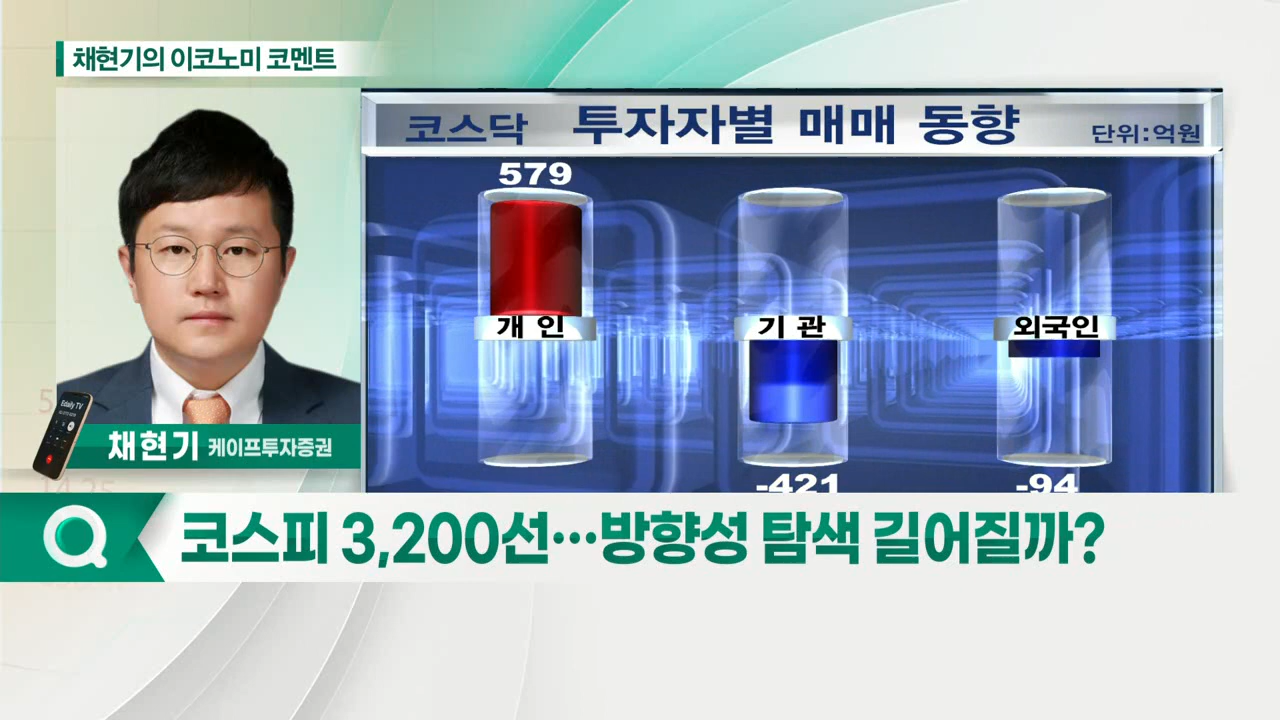 채현기의 이코노미 코멘트
코스닥 투자자별 매매 동향 단위:억원
579
개인 기관 외국인
-421 -94
Edaily TV
채현기 케이프투자증권
Q 코스피 3,200선…방향성 탐색 길어질까?